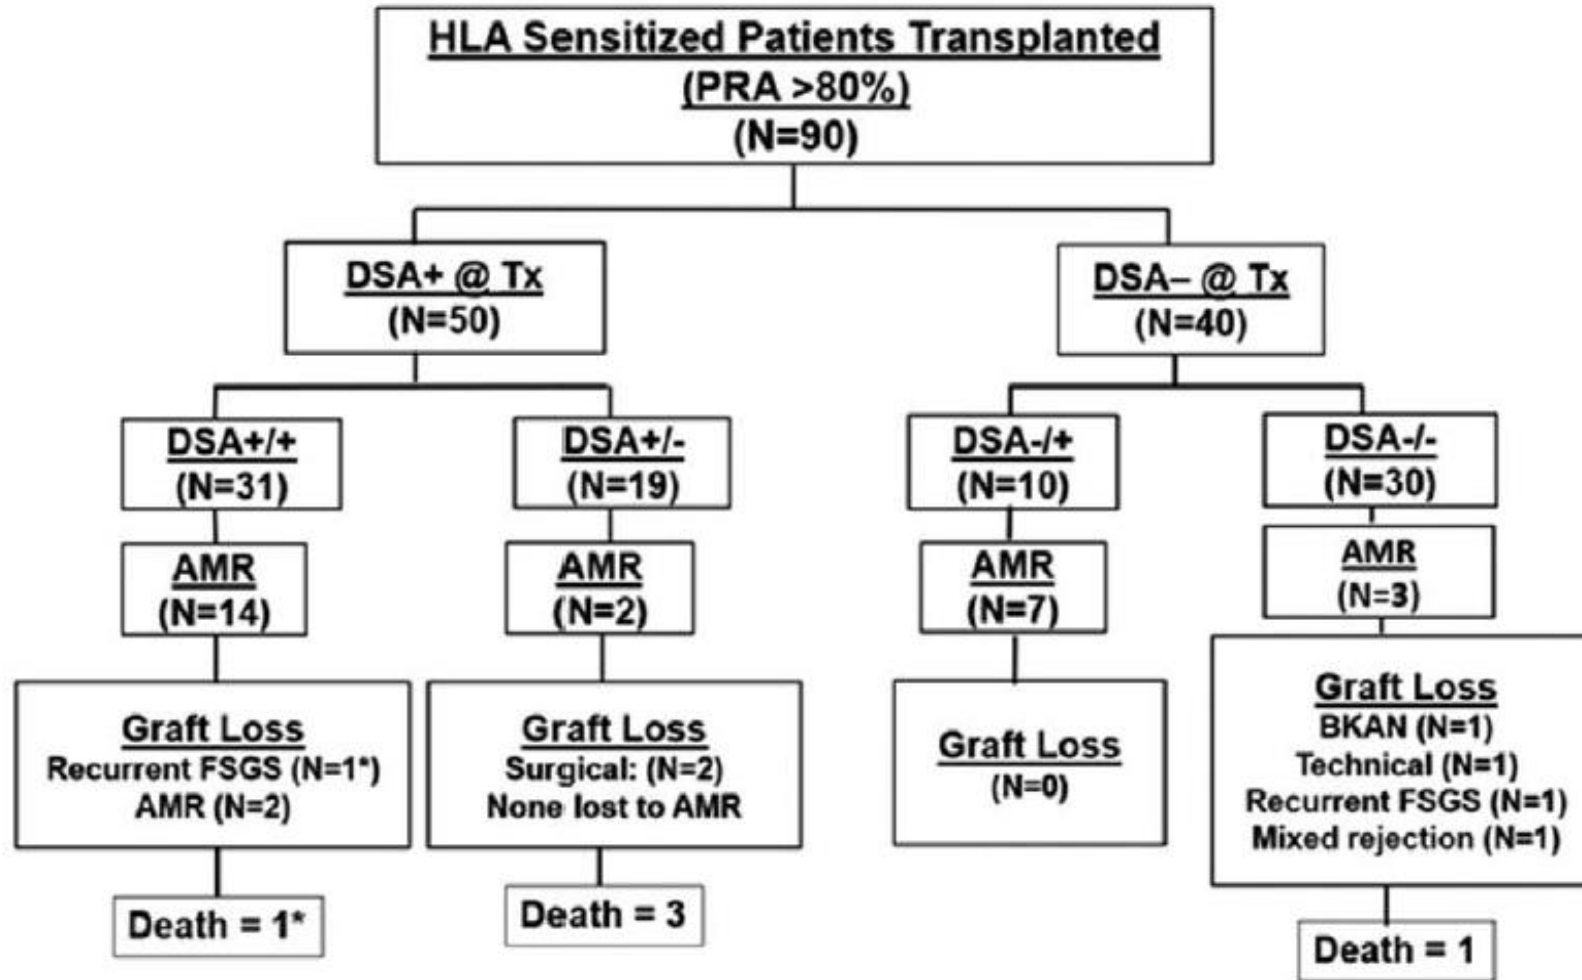 HLA Sensitized Patients Transplanted
(PRA >80%)
(N=90)
DSA+ @ Tx
(N=50)
DSA– @ Tx
(N=40)
DSA+/+
(N=31)
DSA+/-
(N=19)
DSA-/+
(N=10)
DSA-/-
(N=30)
AMR
(N=14)
AMR
(N=2)
AMR
(N=7)
AMR
(N=3)
Graft Loss
Recurrent FSGS (N=1*)
AMR (N=2)
Graft Loss
Surgical: (N=2)
None lost to AMR
Graft Loss
(N=0)
Graft Loss
BKAN (N=1)
Technical (N=1)
Recurrent FSGS (N=1)
Mixed rejection (N=1)
Death = 1*
Death = 3
Death = 1